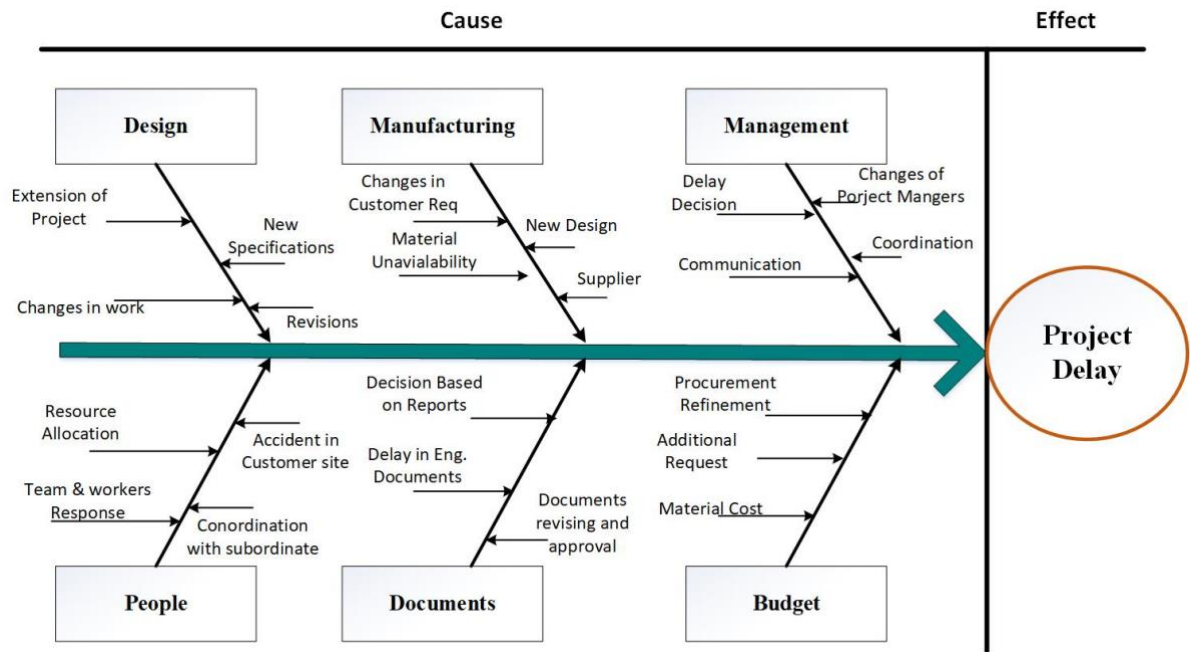 Cause
Effect
Design
Manufacturing
Management
Extension of
Project
New
Specifications
Changes in work
Revisions
Changes in
Customer Req
New Design
Material
Unavialability
Supplier
Delay
Decision
Changes of
Porject Mangers
Coordination
Communication
Project
Delay
Resource
Allocation
Accident in
Customer site
Team & workers
Response
Conordination
with subordinate
Decision Based
on Reports
Delay in Eng.
Documents
Documents
revising and
approval
Procurement
Refinement
Additional
Request
Material Cost
People
Documents
Budget